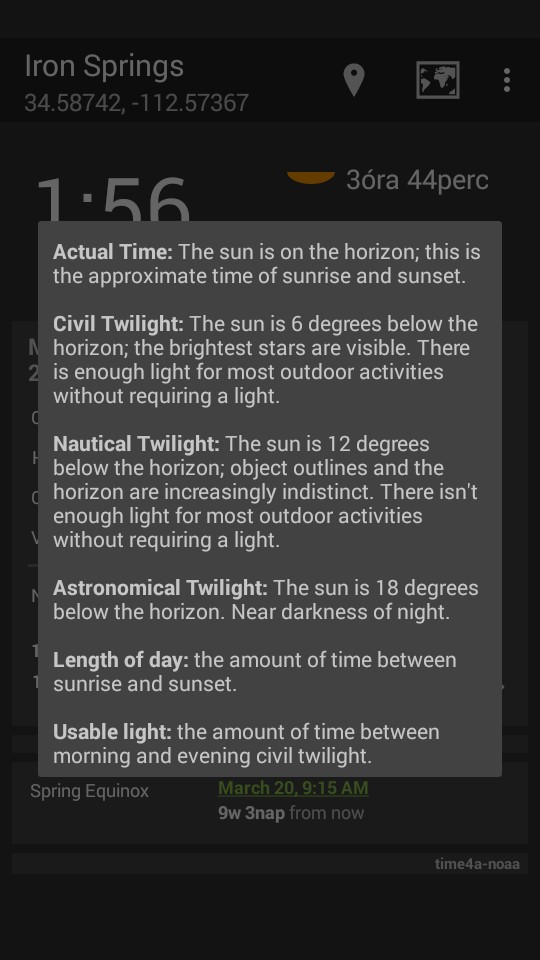 Iron Springs
34.58742, -112.57367
1:56
3óra 44perc
Actual Time: The sun is on the horizon; this is
the approximate time of sunrise and sunset.
Civil Twilight: The sun is 6 degrees below the
horizon; the brightest stars are visible. There
is enough light for most outdoor activities
without requiring a light.
Nautical Twilight: The sun is 12 degrees
below the horizon; object outlines and the
horizon are increasingly indistinct. There isn't
enough light for most outdoor activities
without requiring a light.
Astronomical Twilight: The sun is 18 degrees
below the horizon. Near darkness of night.
Length of day: the amount of time between
sunrise and sunset.
Usable light: the amount of time between
morning and evening civil twilight.
Spring Equinox
March 20, 9:15 AM
9w 3nap from now
time4a-noaa